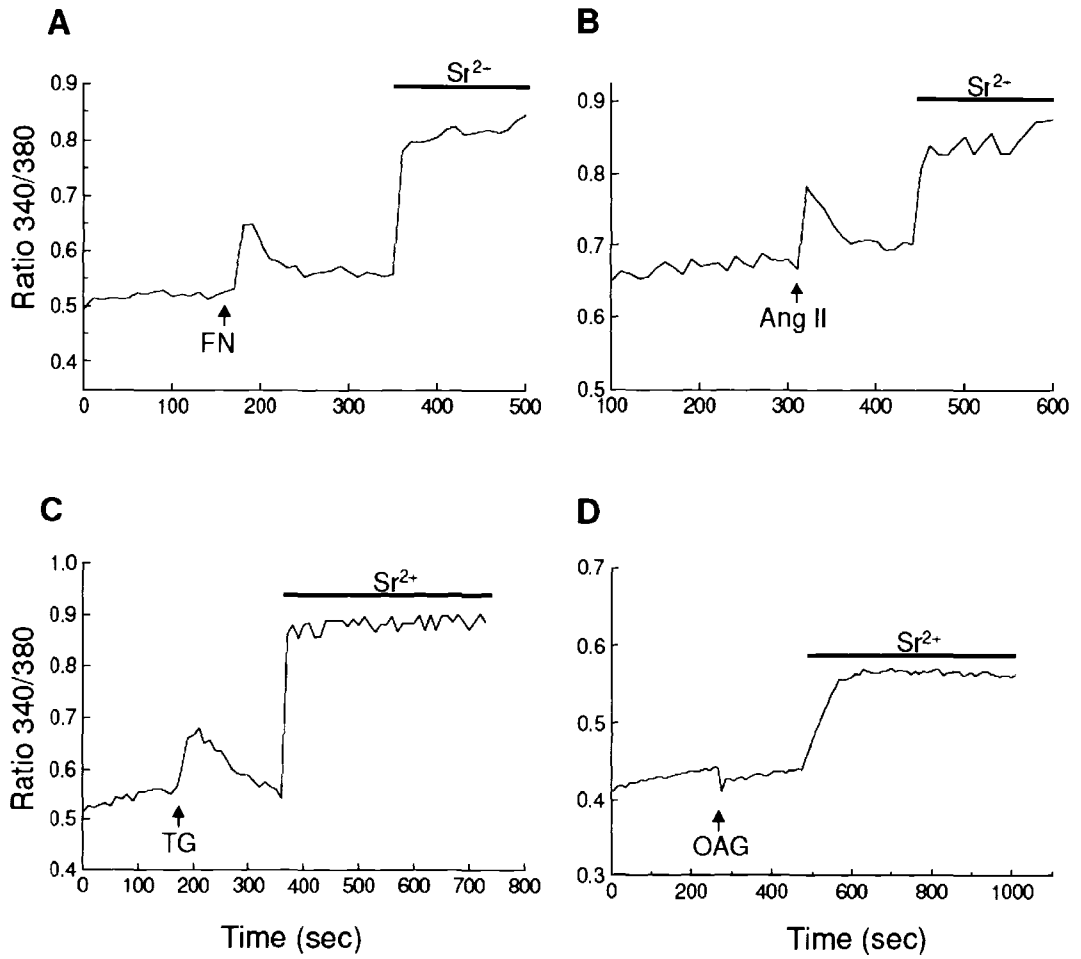 A
Ratio 340/380
0.9
0.8
0.7
0.6
0.5
0.4
Sr²⁺
FN
0 100 200 300 400 500
B
0.9
0.8
0.7
0.6
0.5
Sr²⁺
Ang II
100 200 300 400 500 600
C
Ratio 340/380
1.0
0.9
0.8
0.7
0.6
0.5
0.4
Sr²⁺
TG
0 100 200 300 400 500 600 700 800
Time (sec)
D
0.7
0.6
0.5
0.4
0.3
Sr²⁺
OAG
0 200 400 600 800 1000
Time (sec)